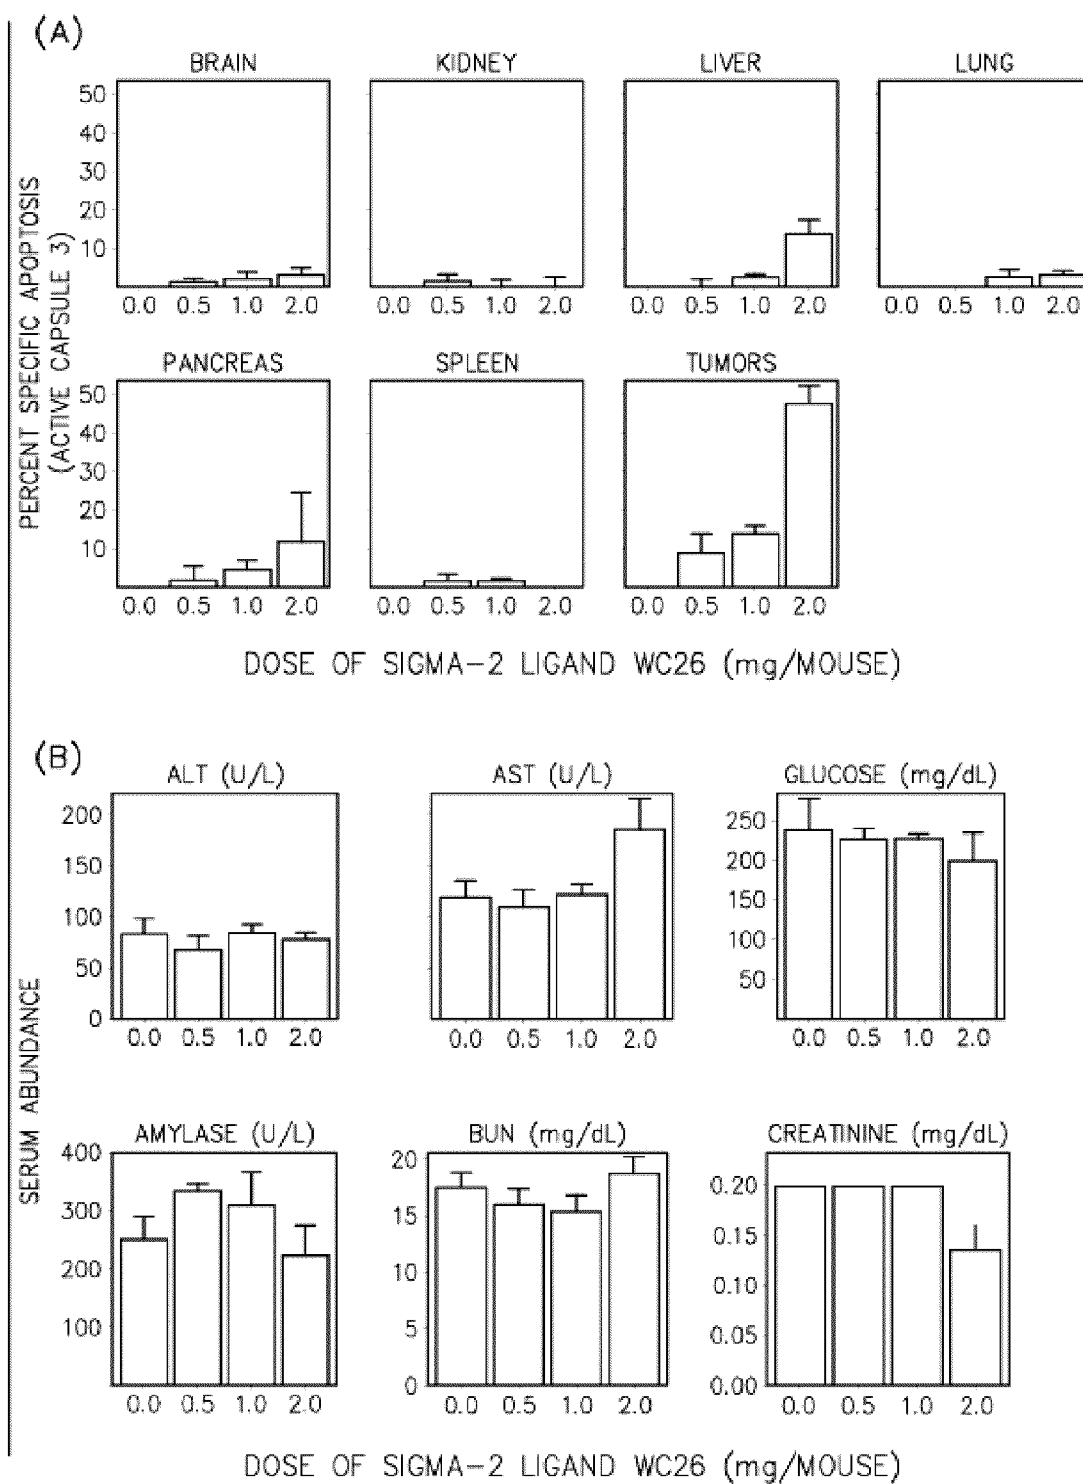 (A)
PERCENT SPECIFIC APOPTOSIS
(ACTIVE CAPSULE 3)
BRAIN KIDNEY LIVER LUNG
50
40
30
20
10
0.0 0.5 1.0 2.0 0.0 0.5 1.0 2.0 0.0 0.5 1.0 2.0 0.0 0.5 1.0 2.0
PANCREAS SPLEEN TUMORS
50
40
30
20
10
0.0 0.5 1.0 2.0 0.0 0.5 1.0 2.0 0.0 0.5 1.0 2.0
DOSE OF SIGMA-2 LIGAND WC26 (mg/MOUSE)
(B)
SERUM ABUNDANCE
ALT (U/L) AST (U/L) GLUCOSE (mg/dL)
200
150
100
50
0
250
200
150
100
50
0.0 0.5 1.0 2.0 0.0 0.5 1.0 2.0 0.0 0.5 1.0 2.0
AMYLASE (U/L) BUN (mg/dL) CREATININE (mg/dL)
400
300
200
100
20
15
10
5
0
0.20
0.15
0.10
0.05
0.00
0.0 0.5 1.0 2.0 0.0 0.5 1.0 2.0 0.0 0.5 1.0 2.0
DOSE OF SIGMA-2 LIGAND WC26 (mg/MOUSE)